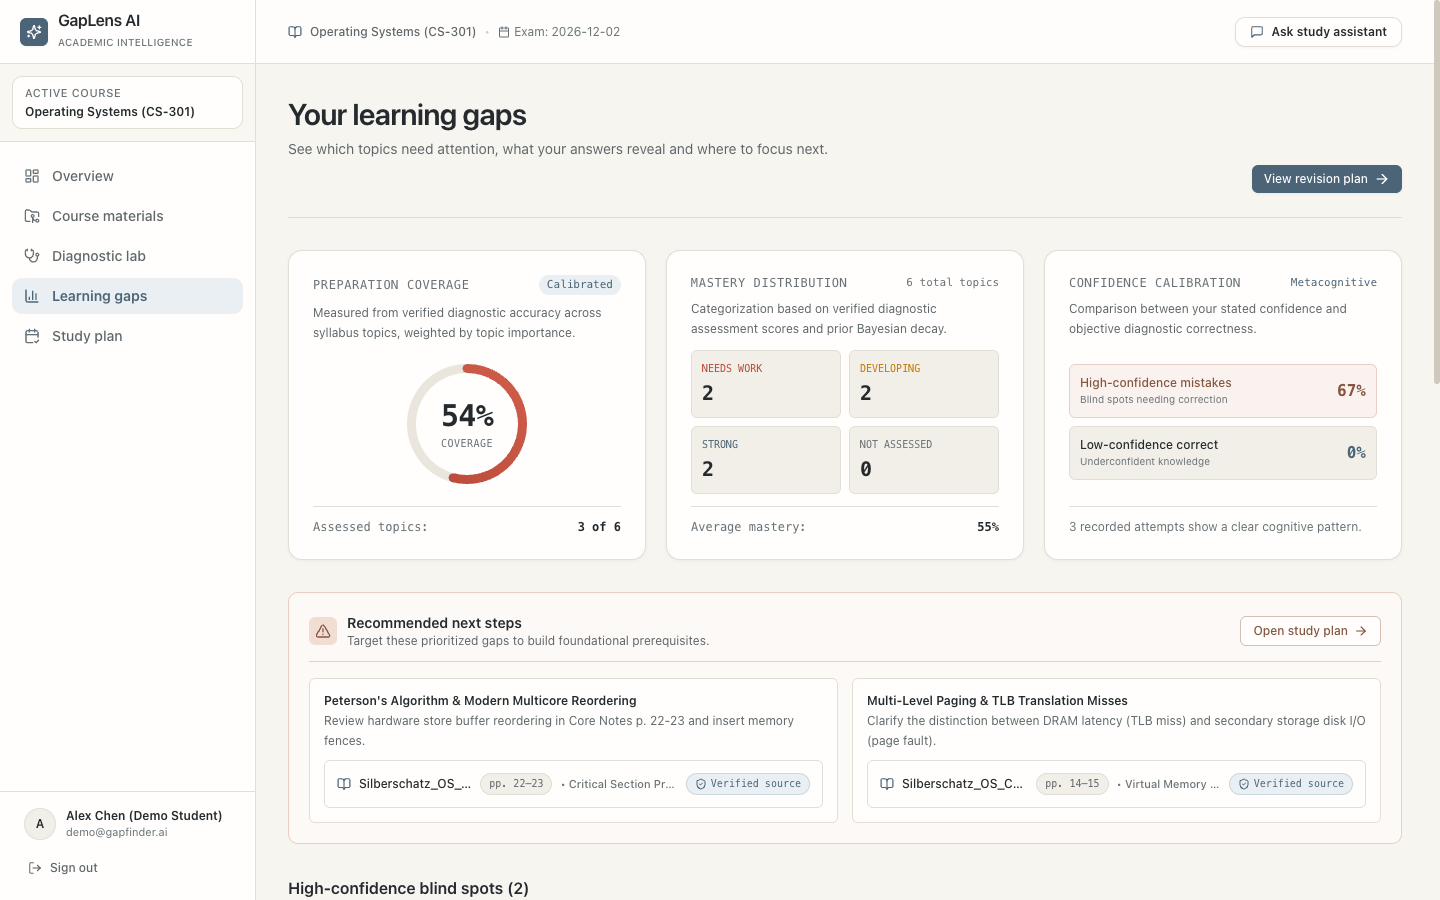 GapLens AI
ACADEMIC INTELLIGENCE
ACTIVE COURSE
Operating Systems (CS-301)
Overview
Course materials
Diagnostic lab
Learning gaps
Study plan
Alex Chen (Demo Student)
demo@gapfinder.ai
Sign out
Operating Systems (CS-301) • Exam: 2026-12-02
Ask study assistant
Your learning gaps
See which topics need attention, what your answers reveal and where to focus next.
View revision plan →
PREPARATION COVERAGE
Calibrated
Measured from verified diagnostic accuracy across
syllabus topics, weighted by topic importance.
54%
COVERAGE
Assessed topics: 3 of 6
MASTERY DISTRIBUTION
6 total topics
Categorization based on verified diagnostic
assessment scores and prior Bayesian decay.
NEEDS WORK
2
DEVELOPING
2
STRONG
2
NOT ASSESSED
0
Average mastery: 55%
CONFIDENCE CALIBRATION
Metacognitive
Comparison between your stated confidence and
objective diagnostic correctness.
High-confidence mistakes
Blind spots needing correction
67%
Low-confidence correct
Underconfident knowledge
0%
3 recorded attempts show a clear cognitive pattern.
Recommended next steps
Target these prioritized gaps to build foundational prerequisites.
Open study plan →
Peterson's Algorithm & Modern Multicore Reordering
Review hardware store buffer reordering in Core Notes p. 22-23 and insert memory
fences.
Silberschatz_OS_... pp. 22–23 • Critical Section Pr... Verified source
Multi-Level Paging & TLB Translation Misses
Clarify the distinction between DRAM latency (TLB miss) and secondary storage disk I/O
(page fault).
Silberschatz_OS_C... pp. 14–15 • Virtual Memory ... Verified source
High-confidence blind spots (2)